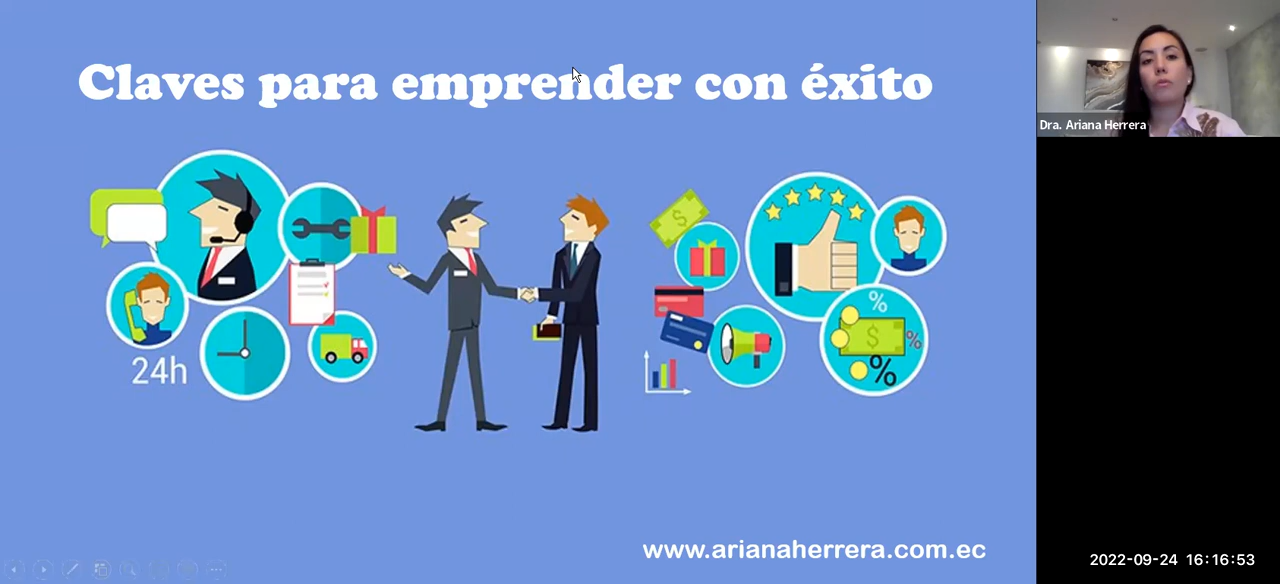 Claves para emprender con éxito
Dra. Ariana Herrera
24h
$
$
%
%
%
www.arianaherrera.com.ec
2022-09-24 16:16:53